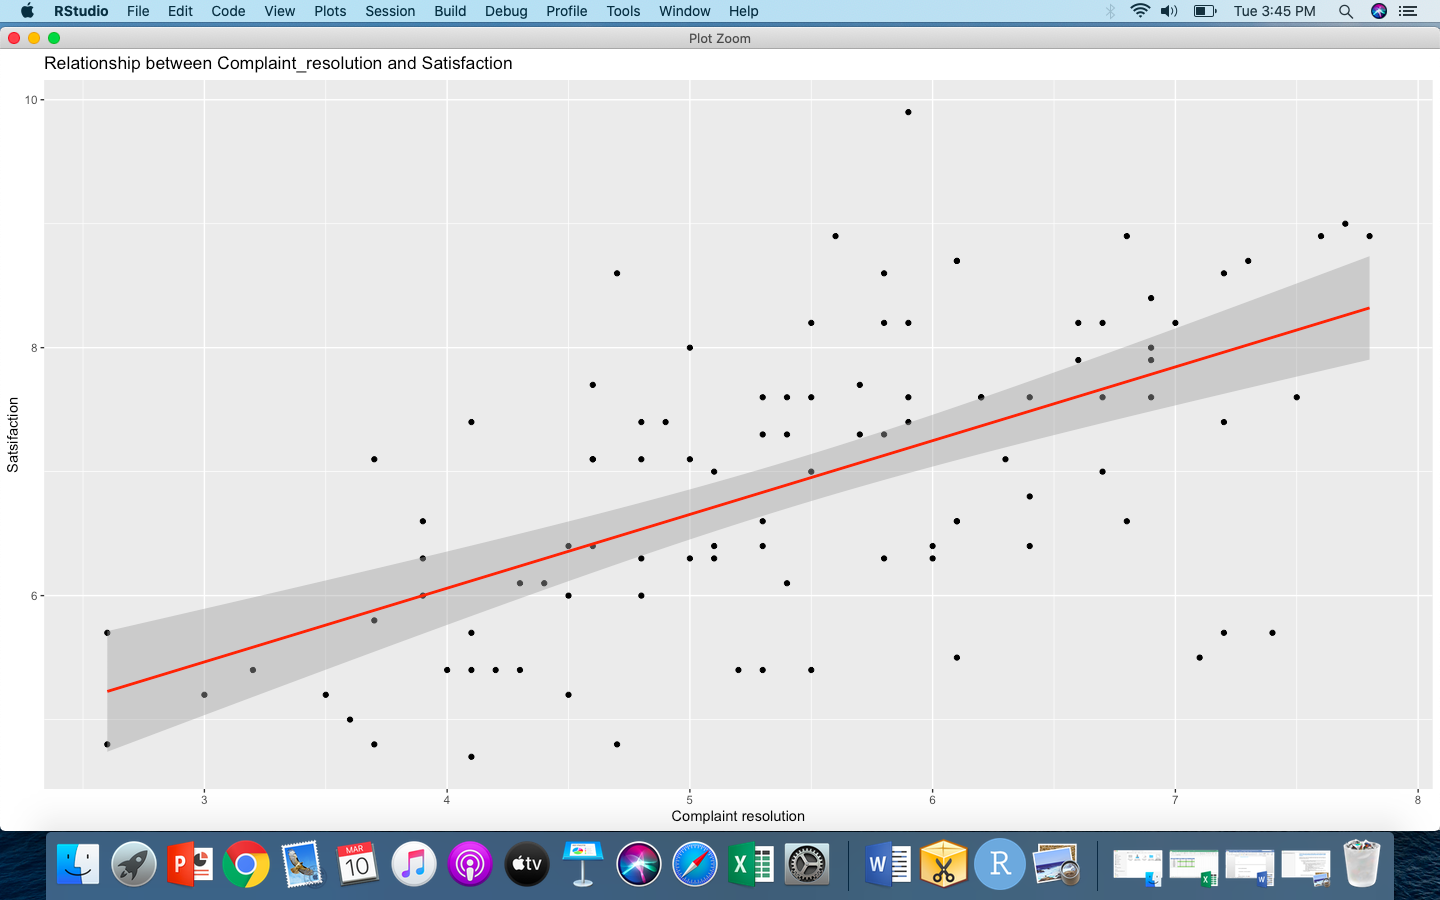 RStudio File Edit Code View Plots Session Build Debug Profile Tools Window Help Tue 3:45 PM
Plot Zoom
Relationship between Complaint_resolution and Satisfaction
10
8
6
Satsifaction
3 4 5 6 7 8
Complaint resolution
P
MAR
10
tv
X
W
R